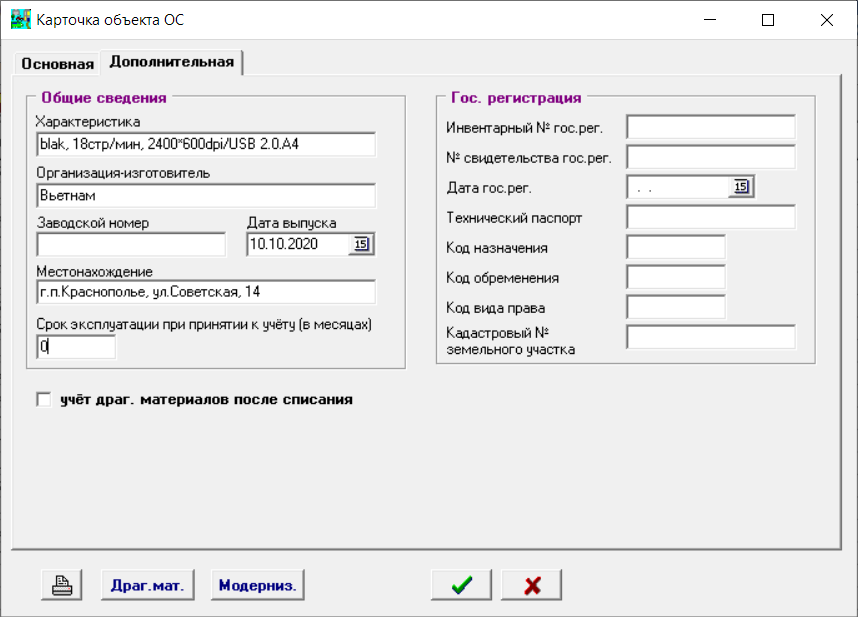 Карточка объекта ОС
Основная
Дополнительная
Общие сведения
Характеристика
blak, 18стр/мин, 2400*600dpi/USB 2.0.A4
Организация-изготовитель
Вьетнам
Заводской номер
Дата выпуска
10.10.2020
15
Местонахождение
г.п.Краснополье, ул.Советская, 14
Срок эксплуатации при принятии к учёту (в месяцах)
0
учёт драг. материалов после списания
Гос. регистрация
Инвентарный № гос.рег.
№ свидетельства гос.рег.
Дата гос.рег.
. .
15
Технический паспорт
Код назначения
Код обременения
Код вида права
Кадастровый №
земельного участка
Драг.мат.
Модерниз.